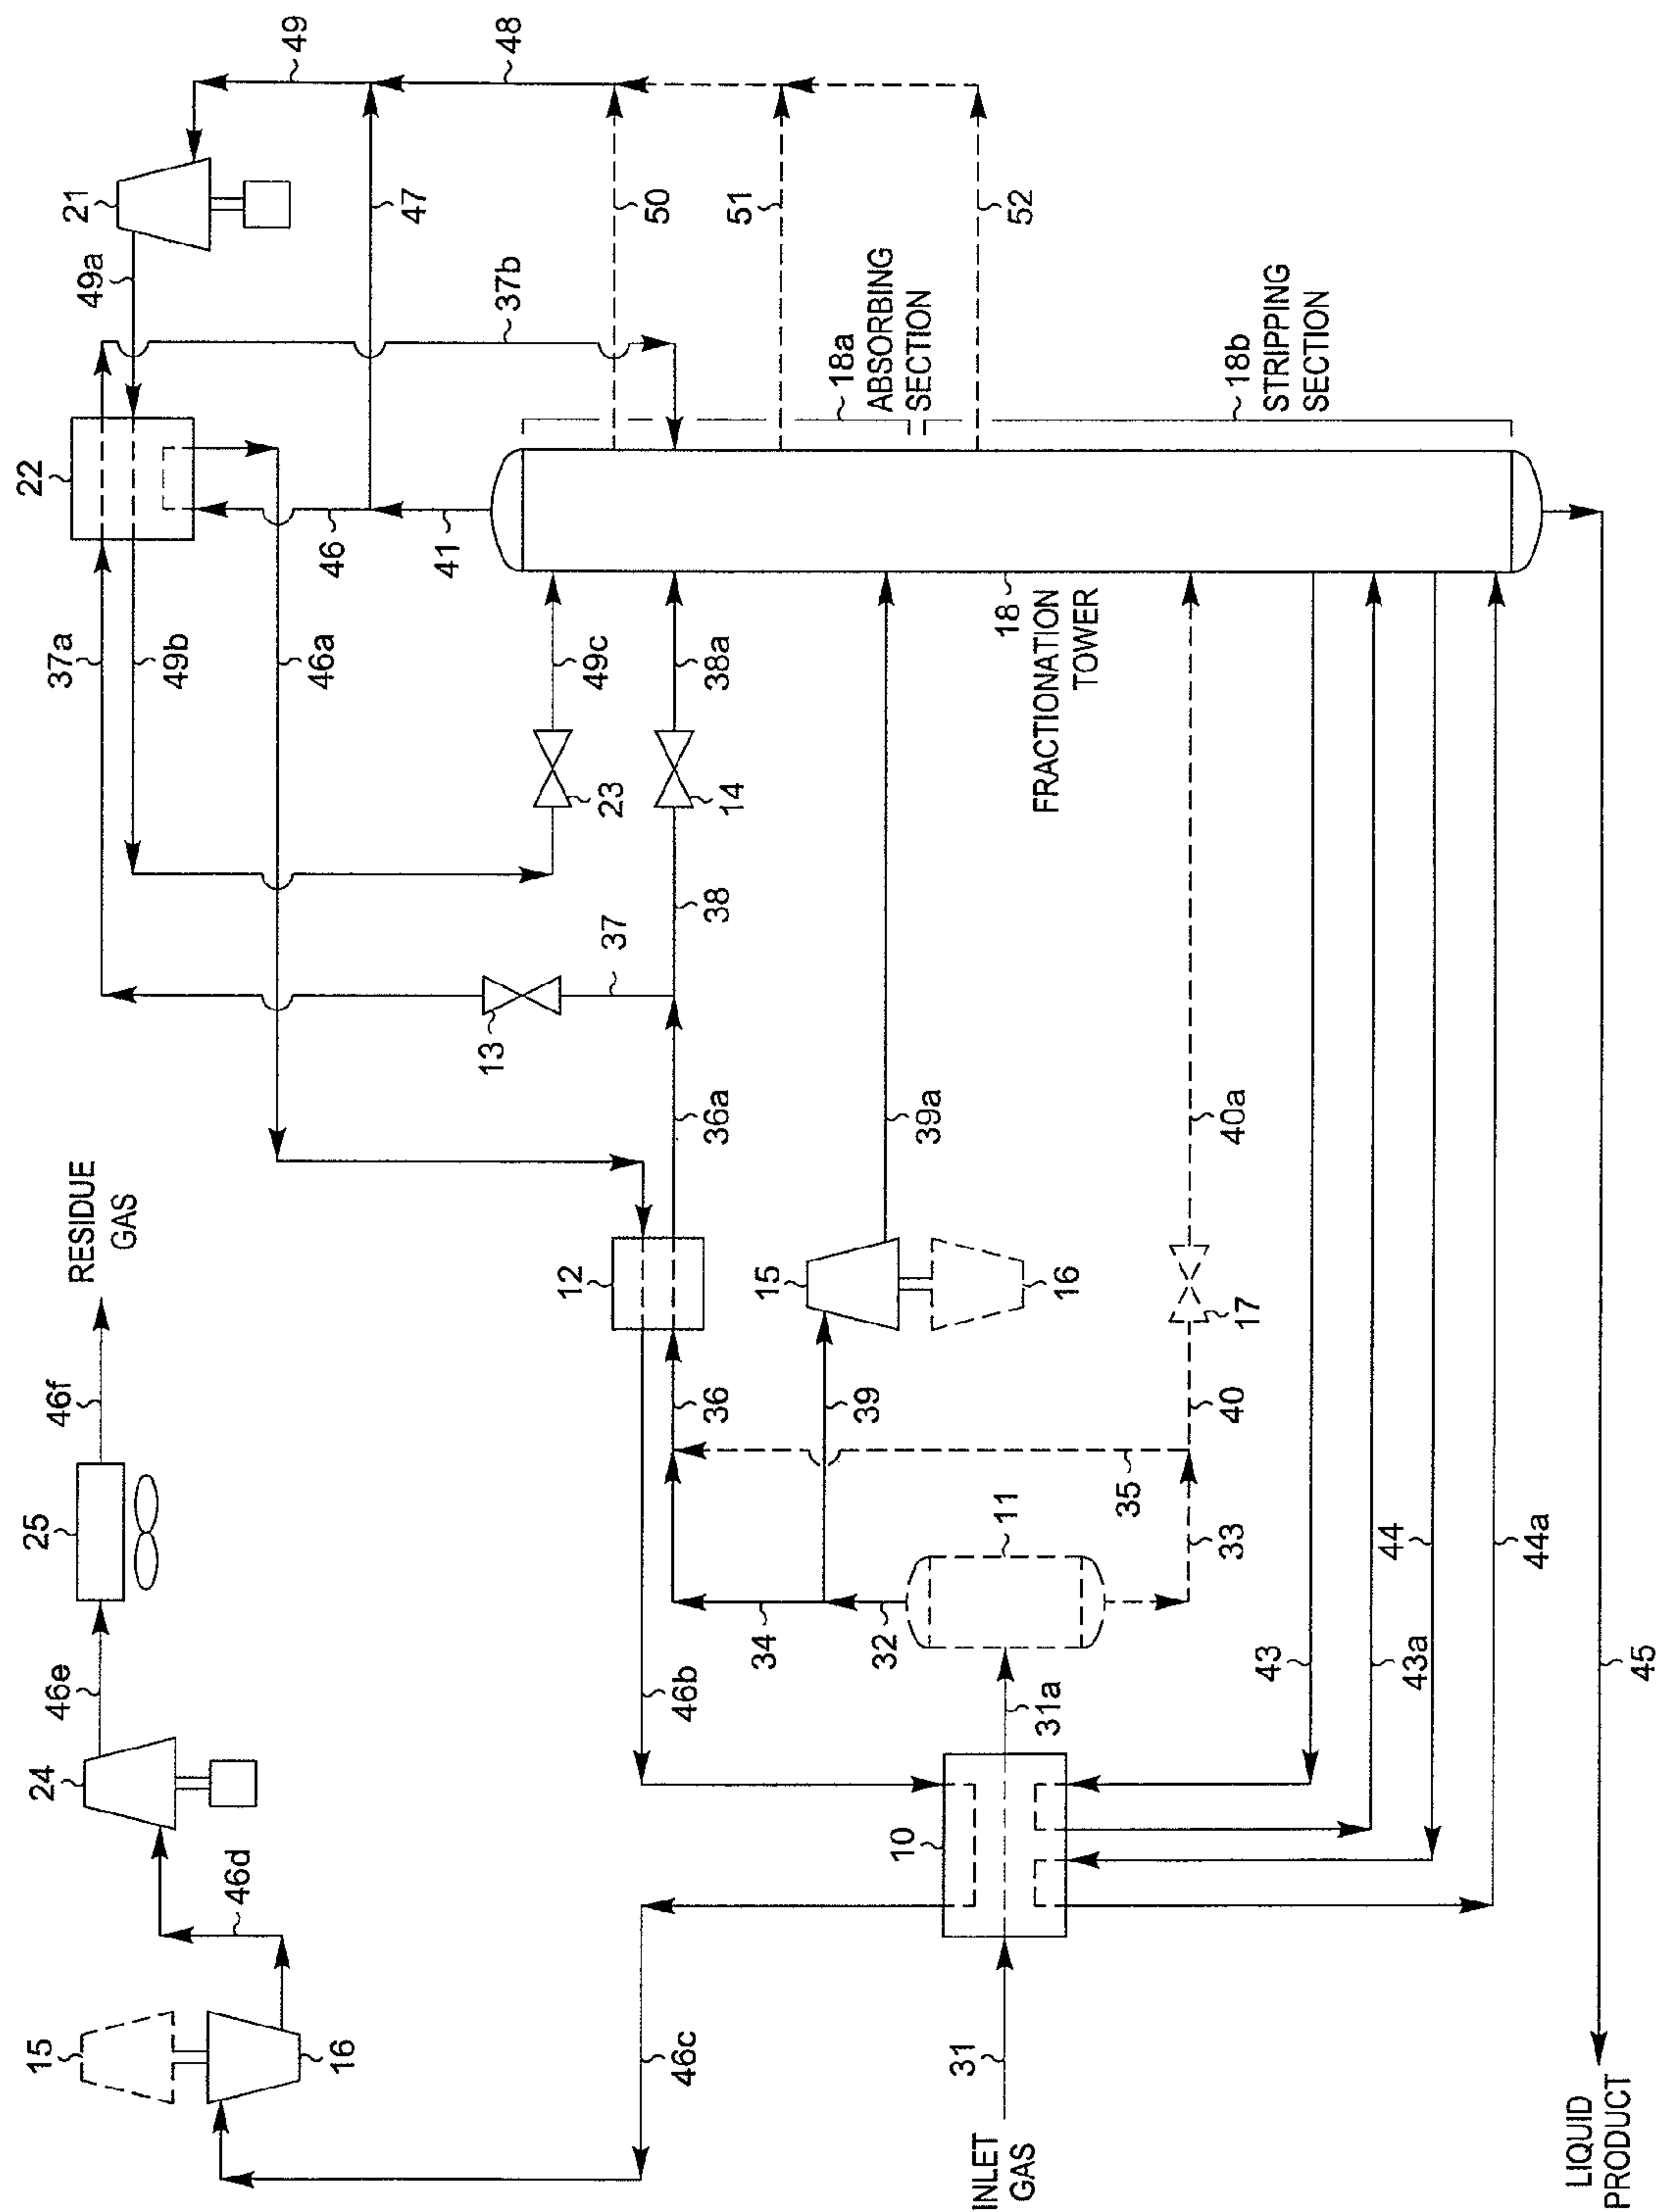 RESIDUE
GAS
15
16
46d
24
46e
25
46f
46c
46b
12
36
36a
34
32
39
39a
15
16
11
33
35
40
17
40a
10
31
31a
INLET
GAS
13
37
38
14
38a
23
49c
37a
49b
46a
22
46
41
47
37b
49a
21
49
48
50
51
52
18a
ABSORBING
SECTION
18b
STRIPPING
SECTION
18
FRACTIONATION
TOWER
43
43a
44
44a
45
LIQUID
PRODUCT